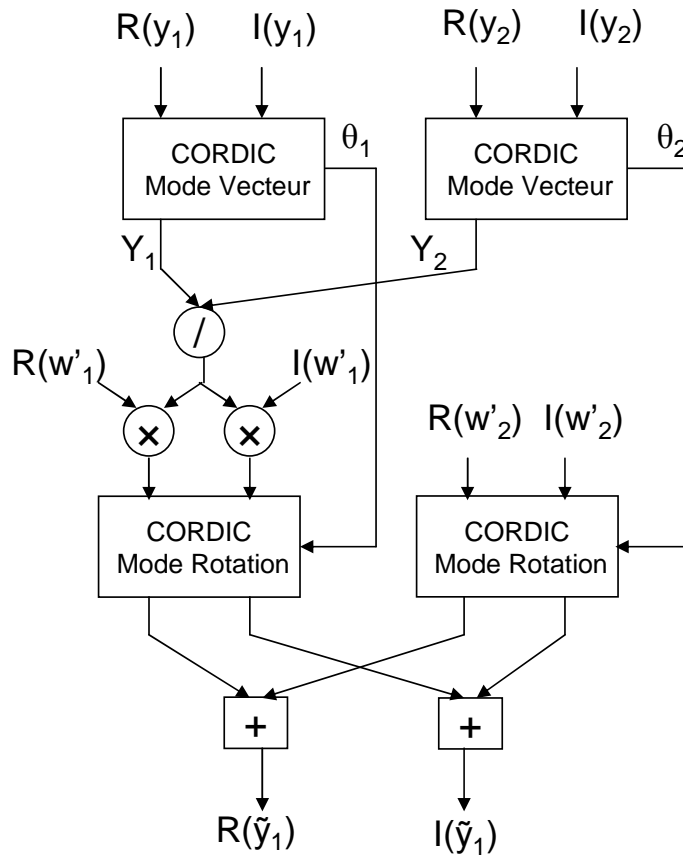 R(y₁) I(y₁) R(y₂) I(y₂)
CORDIC
Mode Vecteur
θ₁
CORDIC
Mode Vecteur
θ₂
Y₁
Y₂
/
R(w'₁) I(w'₁)
×
×
R(w'₂) I(w'₂)
CORDIC
Mode Rotation
CORDIC
Mode Rotation
+
+
R(ỹ₁) I(ỹ₁)